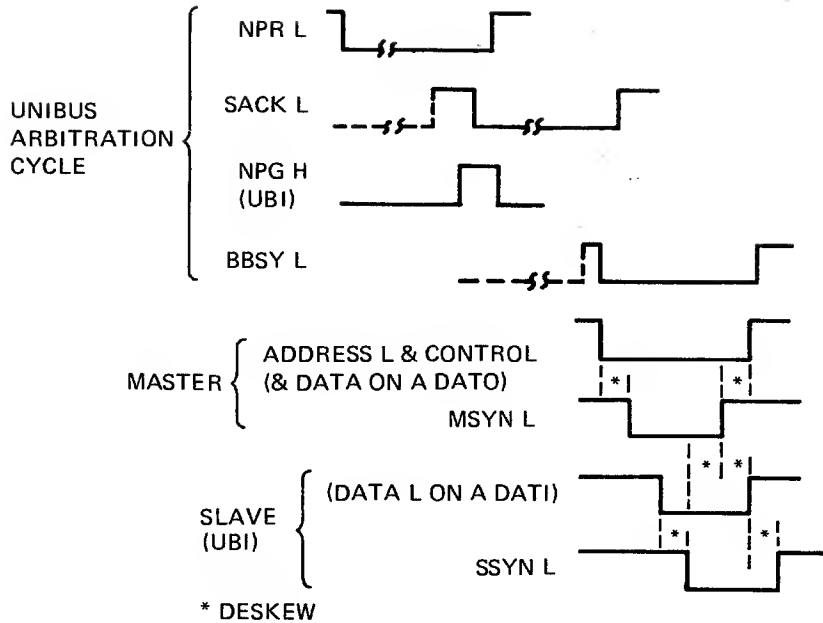 NPR L
SACK L
UNIBUS
ARBITRATION
CYCLE
NPG H
(UBI)
BBSY L
MASTER
ADDRESS L & CONTROL
(& DATA ON A DATO)
* *
MSYN L
* *
SLAVE
(UBI)
(DATA L ON A DATI)
* *
SSYN L
* DESKEW